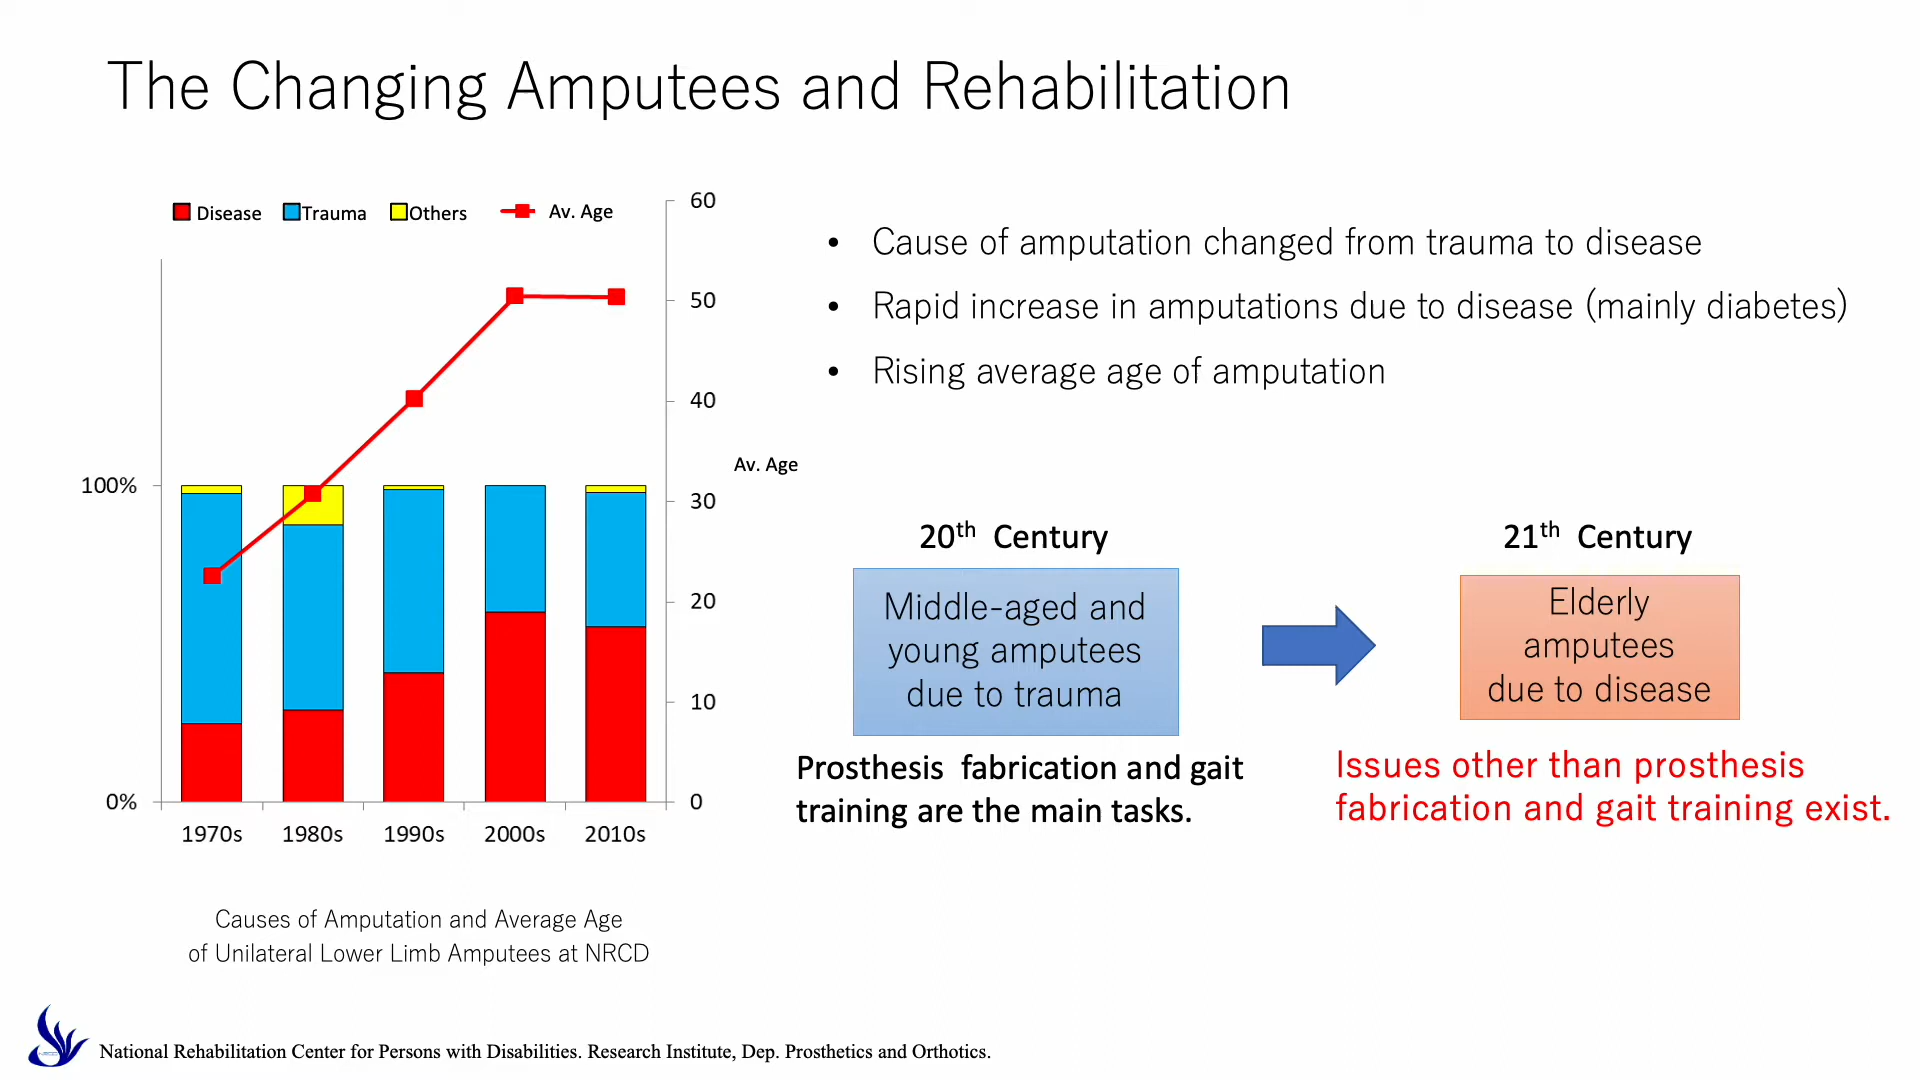 The Changing Amputees and Rehabilitation
Disease Trauma Others Av. Age
60
50
40
30
20
10
0
Av. Age
100%
0%
1970s 1980s 1990s 2000s 2010s
Causes of Amputation and Average Age
of Unilateral Lower Limb Amputees at NRCD
• Cause of amputation changed from trauma to disease
• Rapid increase in amputations due to disease (mainly diabetes)
• Rising average age of amputation
20th Century
Middle-aged and
young amputees
due to trauma
Prosthesis fabrication and gait
training are the main tasks.
21th Century
Elderly
amputees
due to disease
Issues other than prosthesis
fabrication and gait training exist.
National Rehabilitation Center for Persons with Disabilities. Research Institute, Dep. Prosthetics and Orthotics.